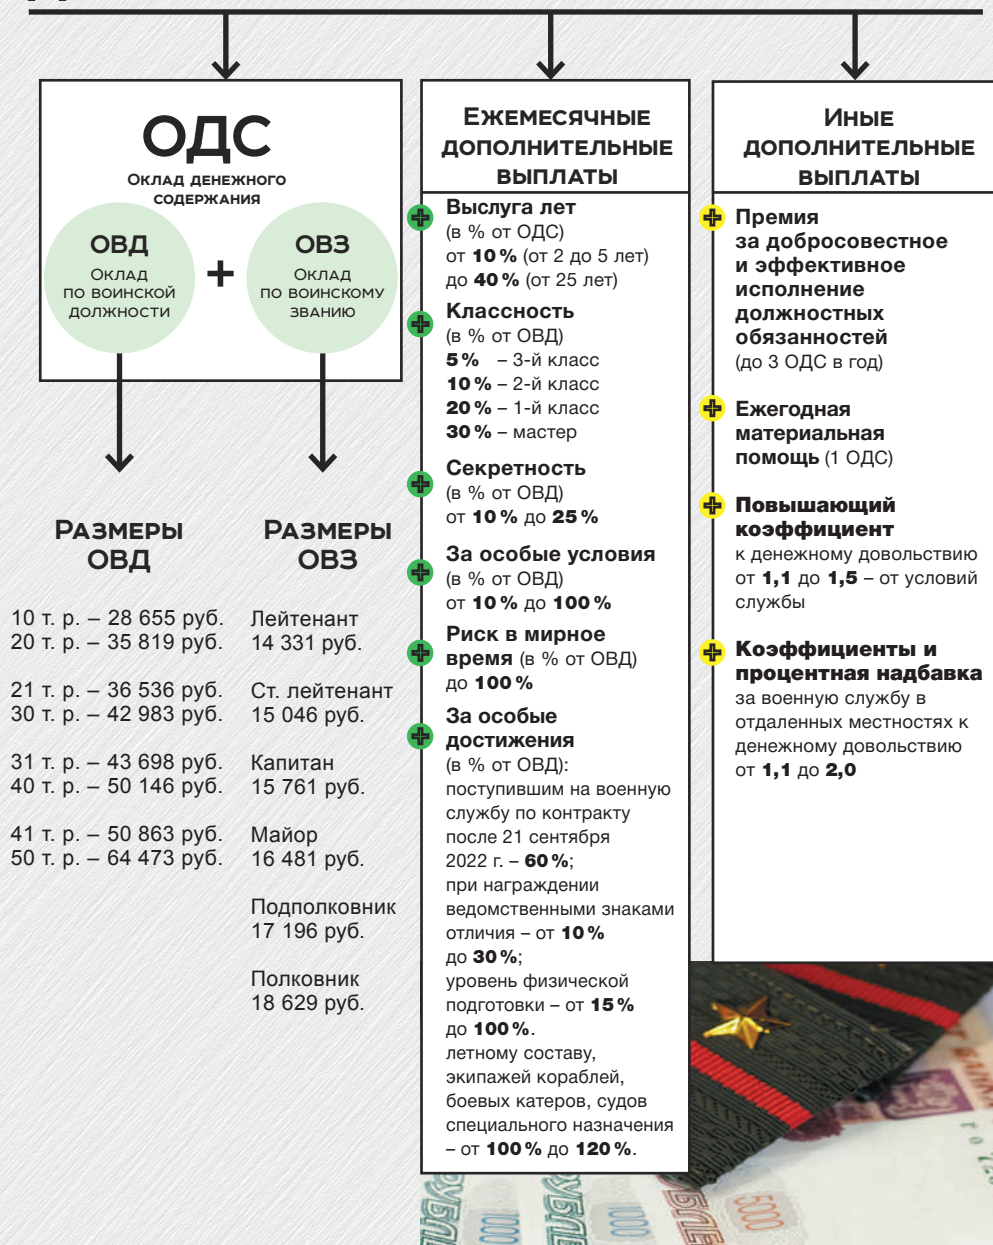 ОДС
Оклад денежного
содержания
ОВД
Оклад
по воинской
должности
+
ОВЗ
Оклад
по воинскому
званию
Размеры
ОВД
10 т. р. – 28 655 руб.
20 т. р. – 35 819 руб.
21 т. р. – 36 536 руб.
30 т. р. – 42 983 руб.
31 т. р. – 43 698 руб.
40 т. р. – 50 146 руб.
41 т. р. – 50 863 руб.
50 т. р. – 64 473 руб.
Размеры
ОВЗ
Лейтенант
14 331 руб.
Ст. лейтенант
15 046 руб.
Капитан
15 761 руб.
Майор
16 481 руб.
Подполковник
17 196 руб.
Полковник
18 629 руб.
Ежемесячные
дополнительные
выплаты
Выслуга лет
(в % от ОДС)
от 10 % (от 2 до 5 лет)
до 40 % (от 25 лет)
Классность
(в % от ОВД)
5 % – 3-й класс
10 % – 2-й класс
20 % – 1-й класс
30 % – мастер
Секретность
(в % от ОВД)
от 10 % до 25 %
За особые условия
(в % от ОВД)
от 10 % до 100 %
Риск в мирное
время (в % от ОВД)
до 100 %
За особые
достижения
(в % от ОВД):
поступившим на военную
службу по контракту
после 21 сентября
2022 г. – 60 %;
при награждении
ведомственными знаками
отличия – от 10 %
до 30 %;
уровень физической
подготовки – от 15 %
до 100 %.
летному составу,
экипажей кораблей,
боевых катеров, судов
специального назначения
– от 100 % до 120 %.
Иные
дополнительные
выплаты
Премия
за добросовестное
и эффективное
исполнение
должностных
обязанностей
(до 3 ОДС в год)
Ежегодная
материальная
помощь (1 ОДС)
Повышающий
коэффициент
к денежному довольствию
от 1,1 до 1,5 – от условий
службы
Коэффициенты и
процентная надбавка
за военную службу в
отдаленных местностях к
денежному довольствию
от 1,1 до 2,0
5000